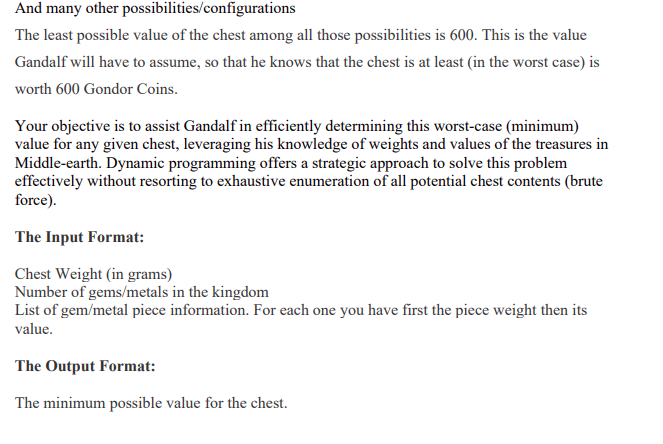 And many other possibilities/configurations
The least possible value of the chest among all those possibilities is 600. This is the value
Gandalf will have to assume, so that he knows that the chest is at least (in the worst case) is
worth 600 Gondor Coins.
Your objective is to assist Gandalf in efficiently determining this worst-case (minimum)
value for any given chest, leveraging his knowledge of weights and values of the treasures in
Middle-earth. Dynamic programming offers a strategic approach to solve this problem
effectively without resorting to exhaustive enumeration of all potential chest contents (brute
force).
The Input Format:
Chest Weight (in grams)
Number of gems/metals in the kingdom
List of gem/metal piece information. For each one you have first the piece weight then its
value.
The Output Format:
The minimum possible value for the chest.